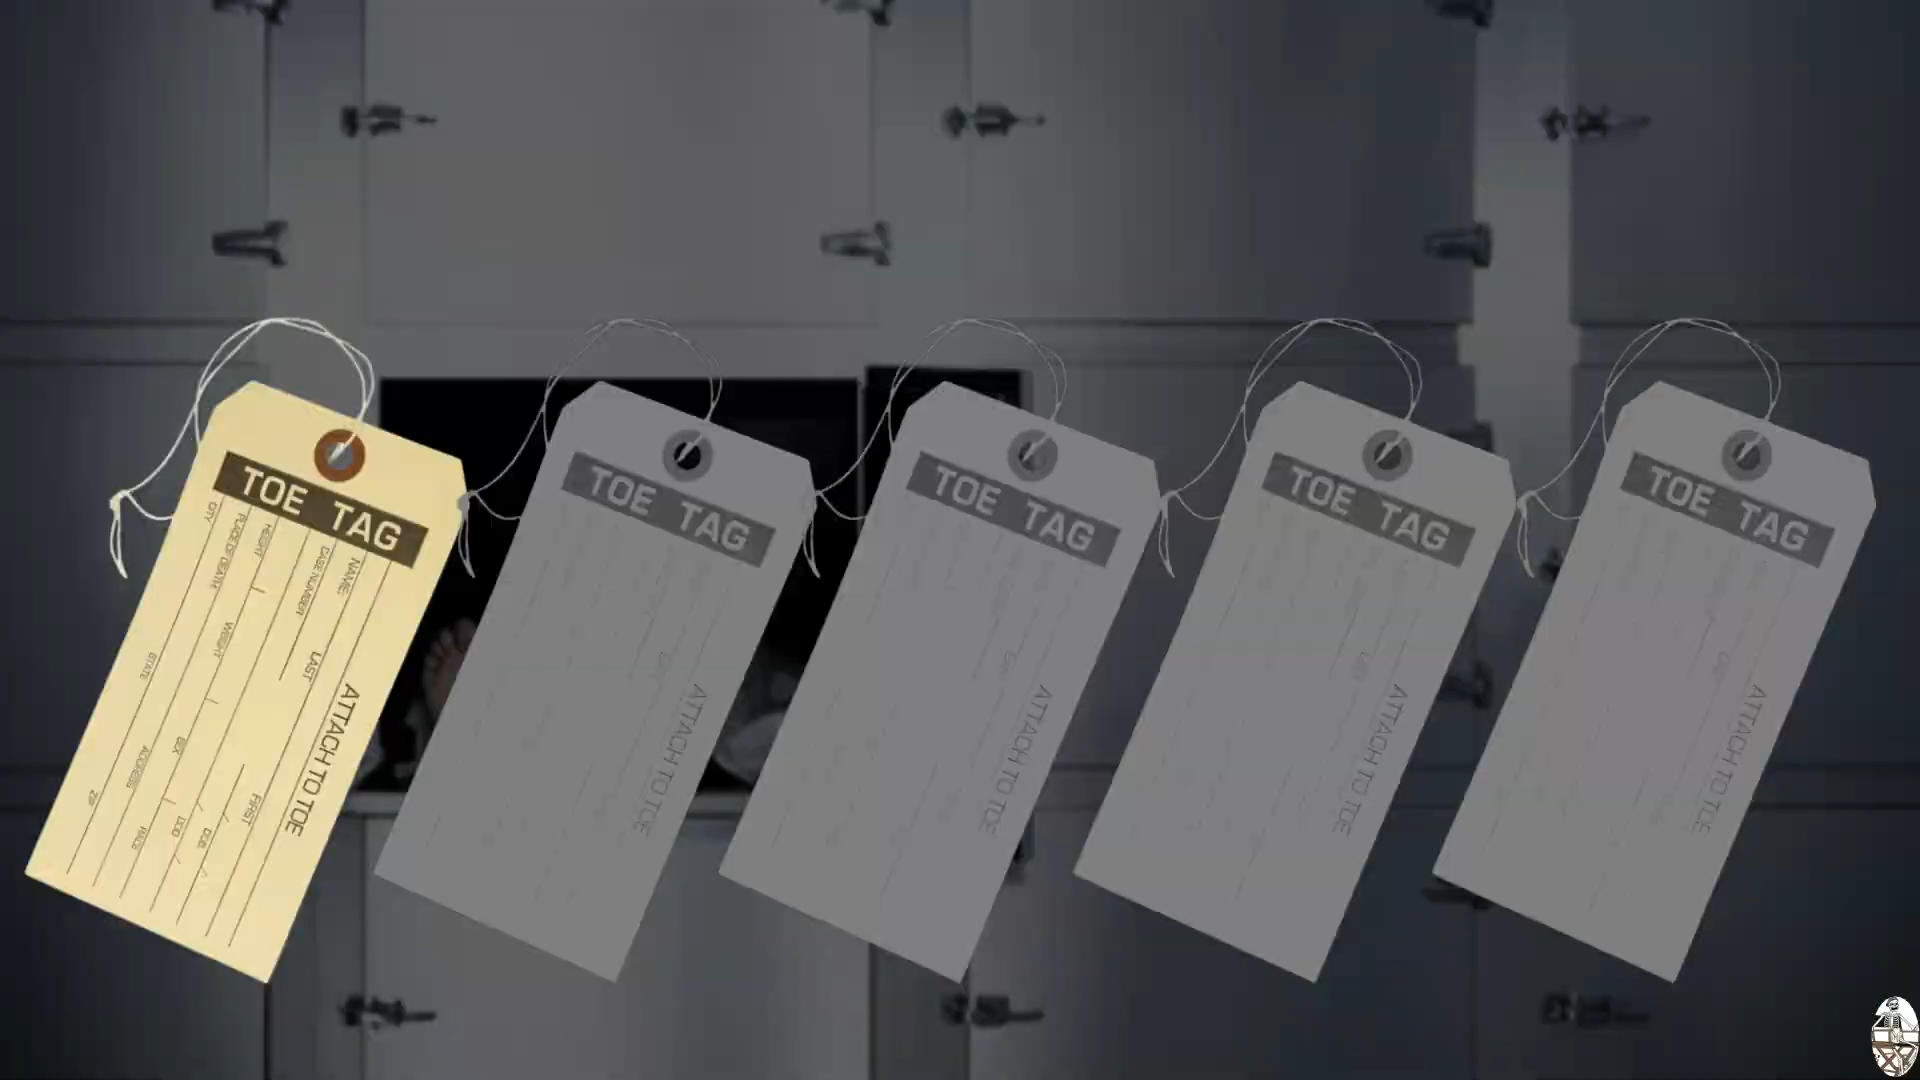 TOE TAG
ATTACH TO TOE
NAME: LAST FIRST
CASE NUMBER DOB: / /
HEIGHT WEIGHT SEX DOD / /
PLACE OF DEATH
CITY STATE ADDRESS ZIP RACE
TOE TAG
ATTACH TO TOE
TOE TAG
ATTACH TO TOE
TOE TAG
ATTACH TO TOE
TOE TAG
ATTACH TO TOE